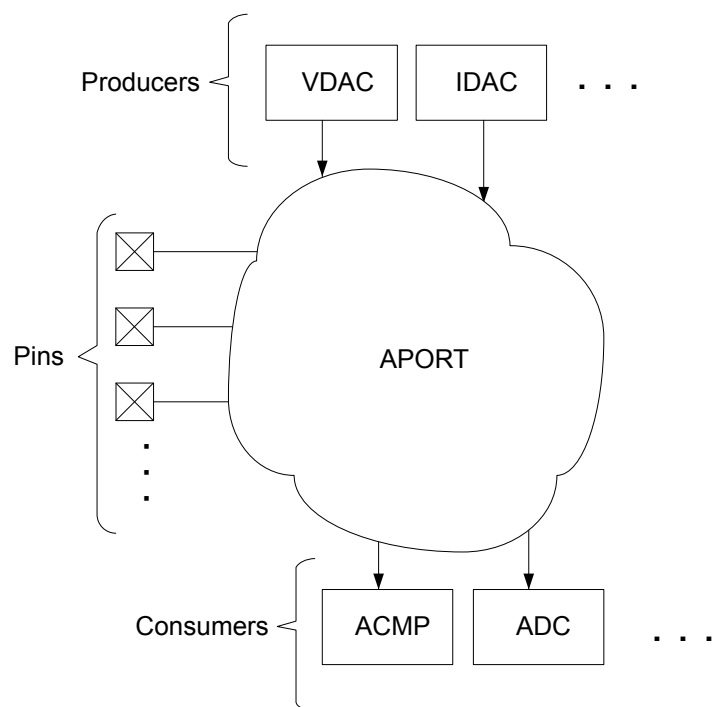 Producers
VDAC
IDAC
. . .
Pins
APORT
.
.
.
Consumers
ACMP
ADC
. . .